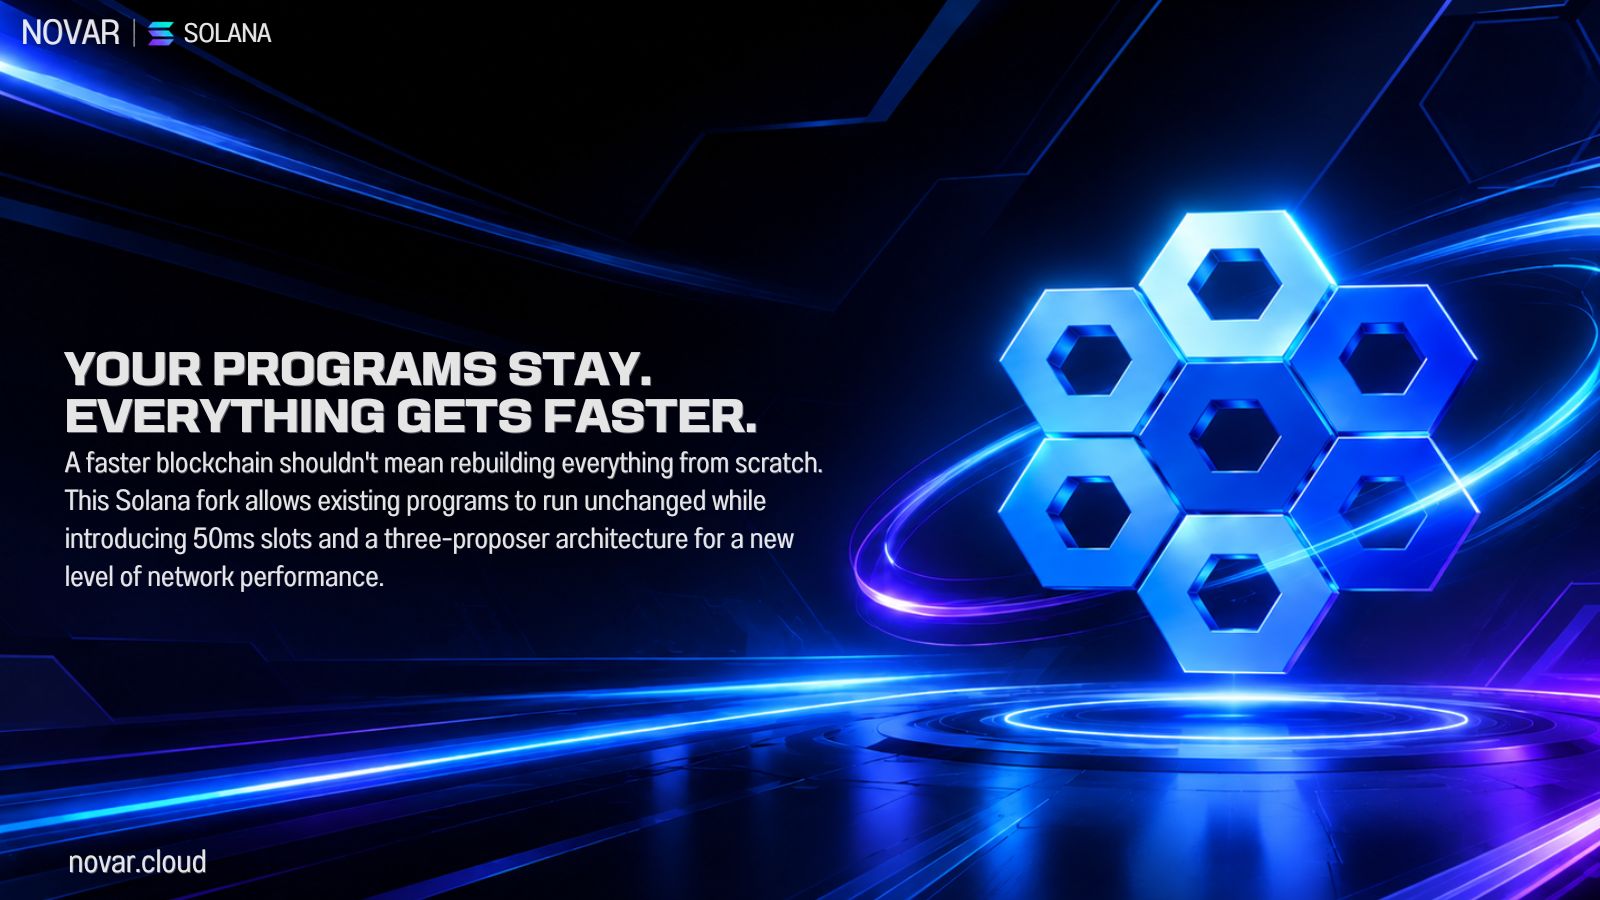 NOVAR | SOLANA
YOUR PROGRAMS STAY.
EVERYTHING GETS FASTER.
A faster blockchain shouldn't mean rebuilding everything from scratch.
This Solana fork allows existing programs to run unchanged while
introducing 50ms slots and a three-proposer architecture for a new
level of network performance.
novar.cloud